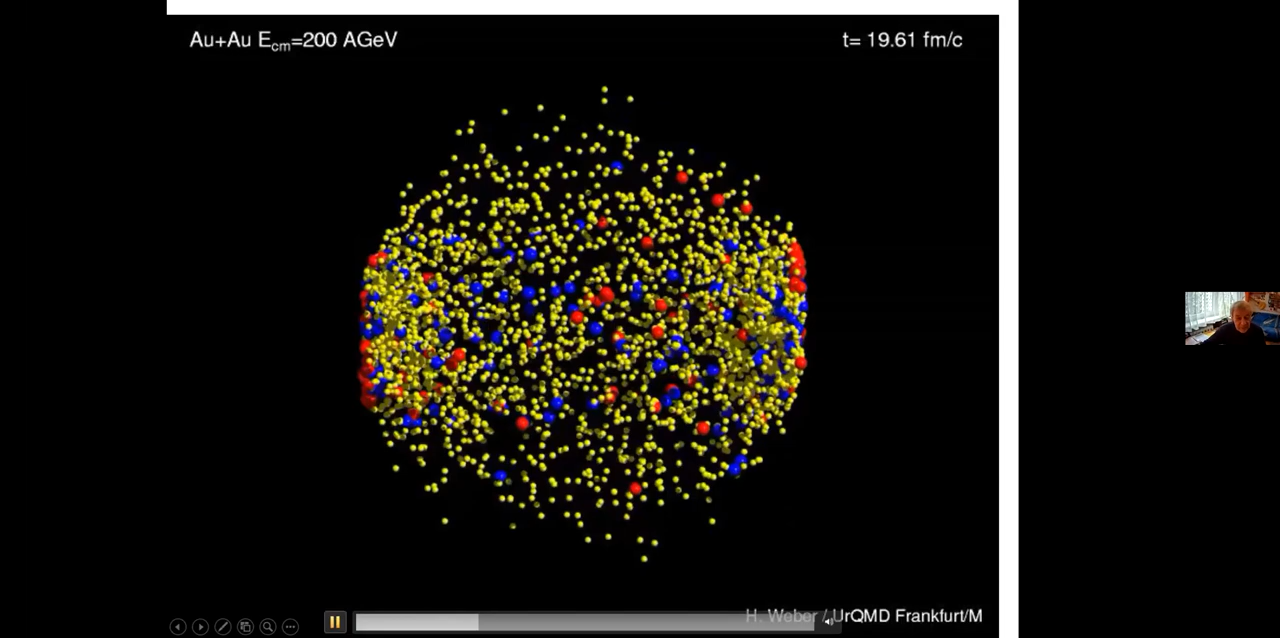 Au+Au Ecm=200 AGeV
t= 19.61 fm/c
H. Weber / UrQMD Frankfurt/M